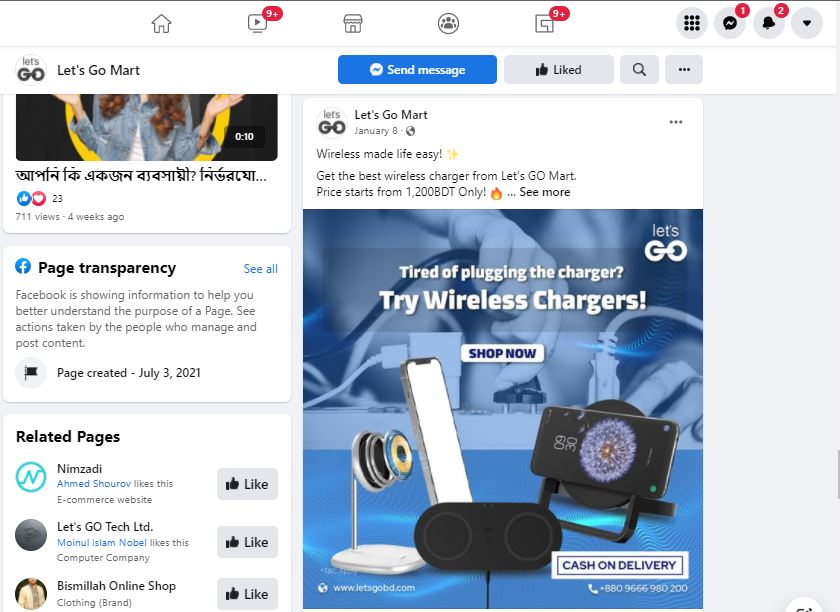 9+
9+
1
2
let's
GO
Let's Go Mart
Send message
Liked
0:10
আপনি কি একজন ব্যবসায়ী? নির্ভরযো...
23
711 views · 4 weeks ago
Page transparency
See all
Facebook is showing information to help you
better understand the purpose of a Page. See
actions taken by the people who manage and
post content.
Page created - July 3, 2021
Related Pages
Nimzadi
Ahmed Shourov likes this
E-commerce website
Like
Let's GO Tech Ltd.
Moinul Islam Nobel likes this
Computer Company
Like
Bismillah Online Shop
Clothing (Brand)
Like
let's
GO
Let's Go Mart
January 8 ·
Wireless made life easy! ✨
Get the best wireless charger from Let's GO Mart.
Price starts from 1,200BDT Only! 🔥 ... See more
let's
GO
Tired of plugging the charger?
Try Wireless Chargers!
SHOP NOW
09
30
CASH ON DELIVERY
www.letsgobd.com
+880 9666 980 200